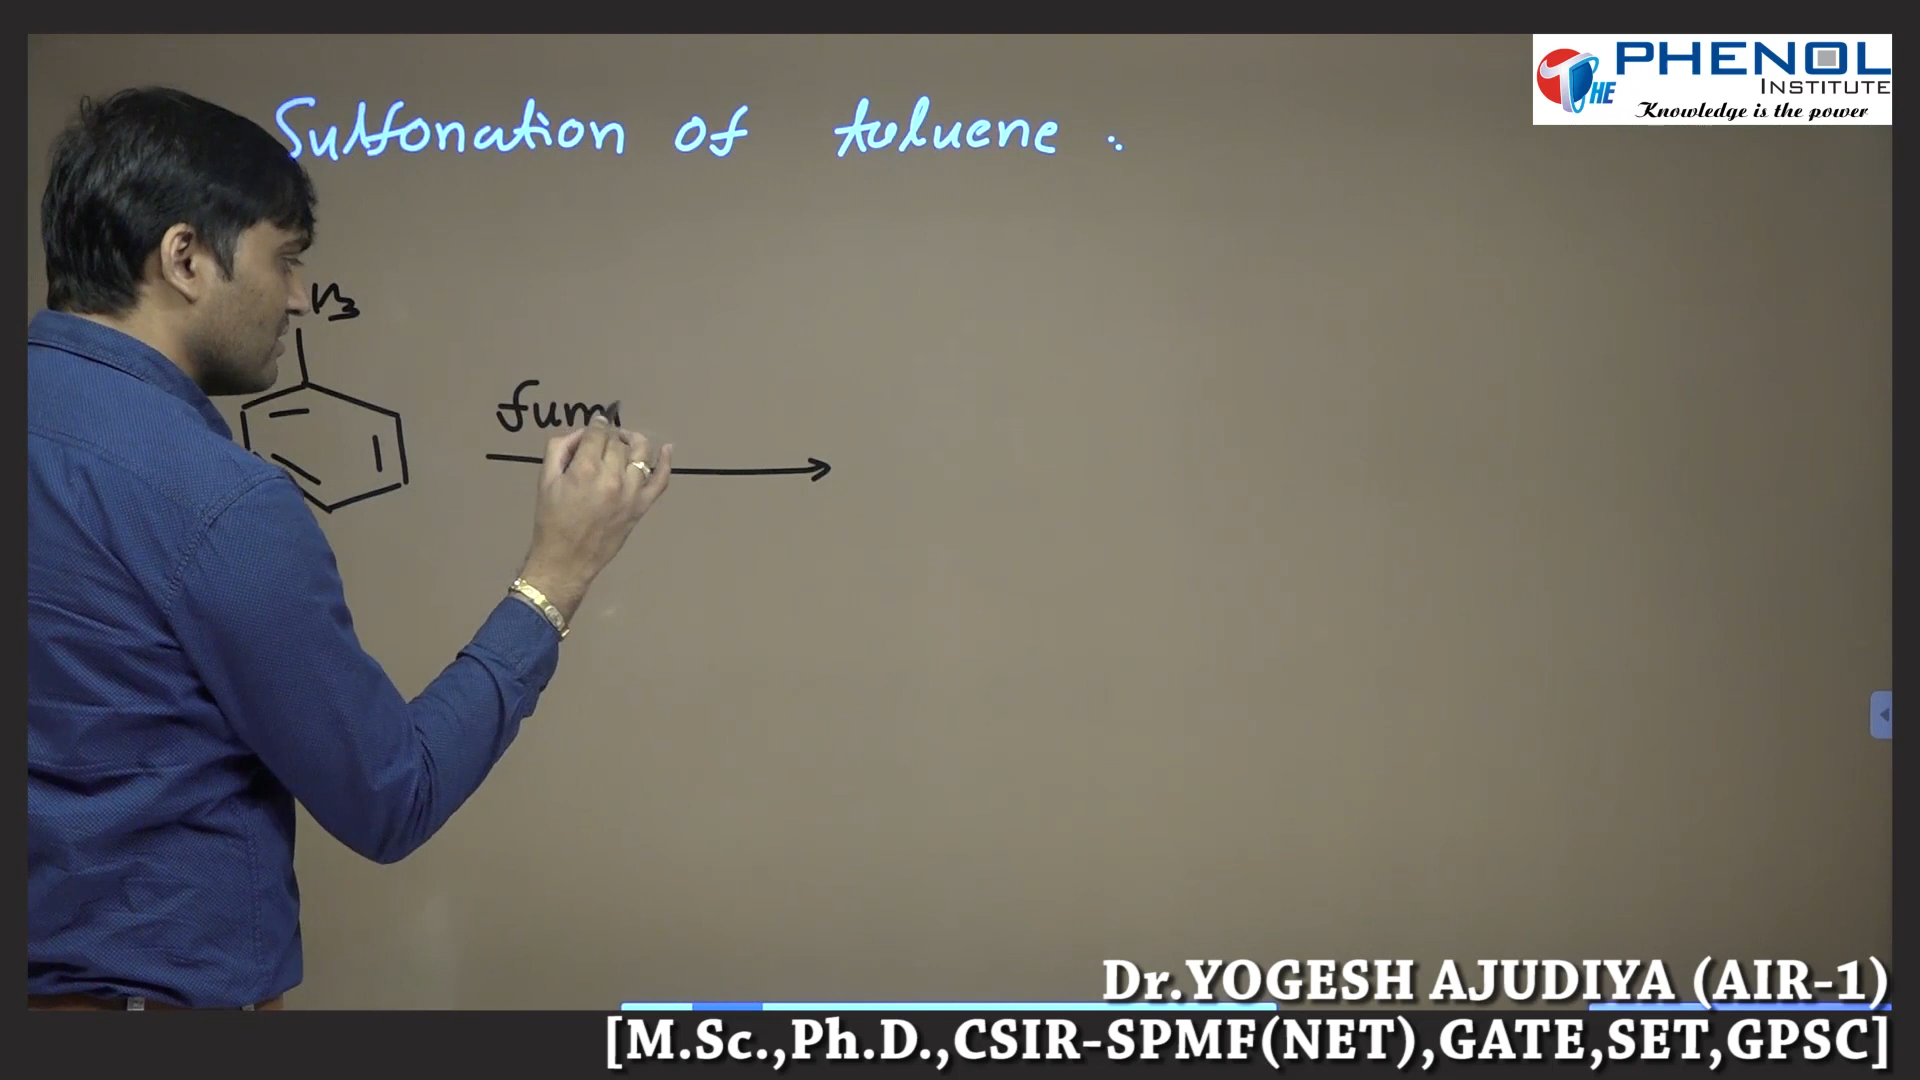 THE PHENOL
INSTITUTE
Knowledge is the power
Sulfonation of toluene :
fum
Dr.YOGESH AJUDIYA (AIR-1)
[M.Sc.,Ph.D.,CSIR-SPMF(NET),GATE,SET,GPSC]